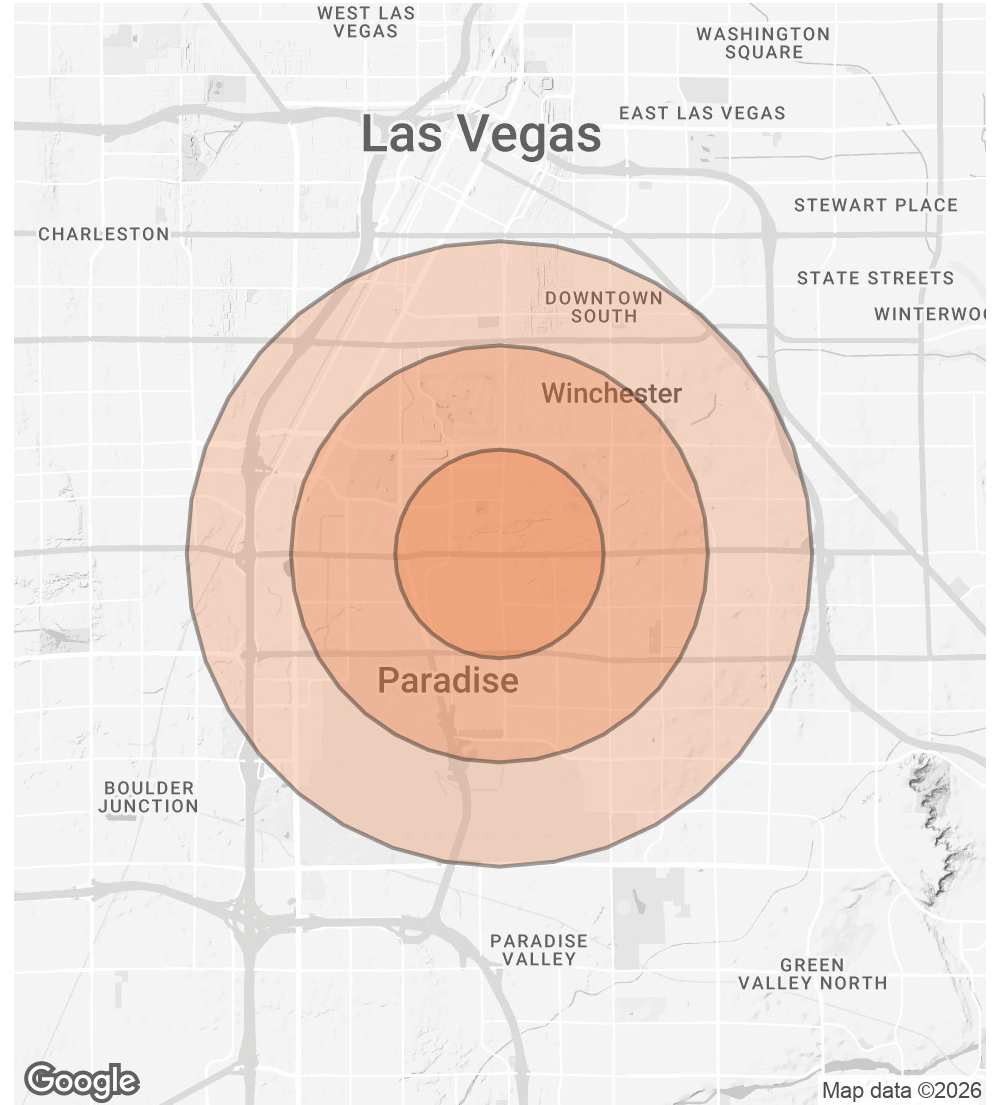 WEST LAS
VEGAS
WASHINGTON
SQUARE
EAST LAS VEGAS
Las Vegas
STEWART PLACE
CHARLESTON
STATE STREETS
DOWNTOWN
SOUTH
WINTERWOO
Winchester
Paradise
BOULDER
JUNCTION
PARADISE
VALLEY
GREEN
VALLEY NORTH
Google
Map data ©2026